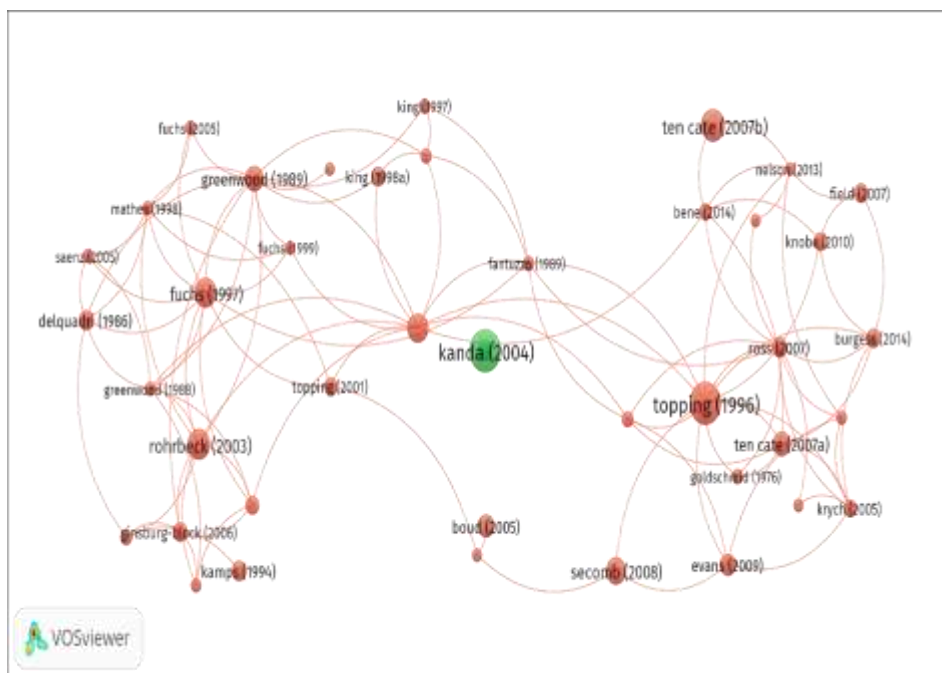 king (1997)
ten cate (2007b)
fuchs (2005)
nelson (2013)
greenwood (1989)
king (1998a)
field (2007)
mathes (1998)
bene (2014)
knobe (2010)
fuchs (1999)
saenz (2005)
fantuzzo (1989)
fuchs (1997)
delquadri (1986)
kanda (2004)
ross (2007)
burgess (2014)
greenwood (1988)
topping (2001)
topping (1996)
rohrbeck (2003)
ten cate (2007a)
goldschmid (1976)
krych (2005)
boud (2005)
ginsburg-block (2006)
kamps (1994)
secomb (2008)
evans (2009)
VOSviewer